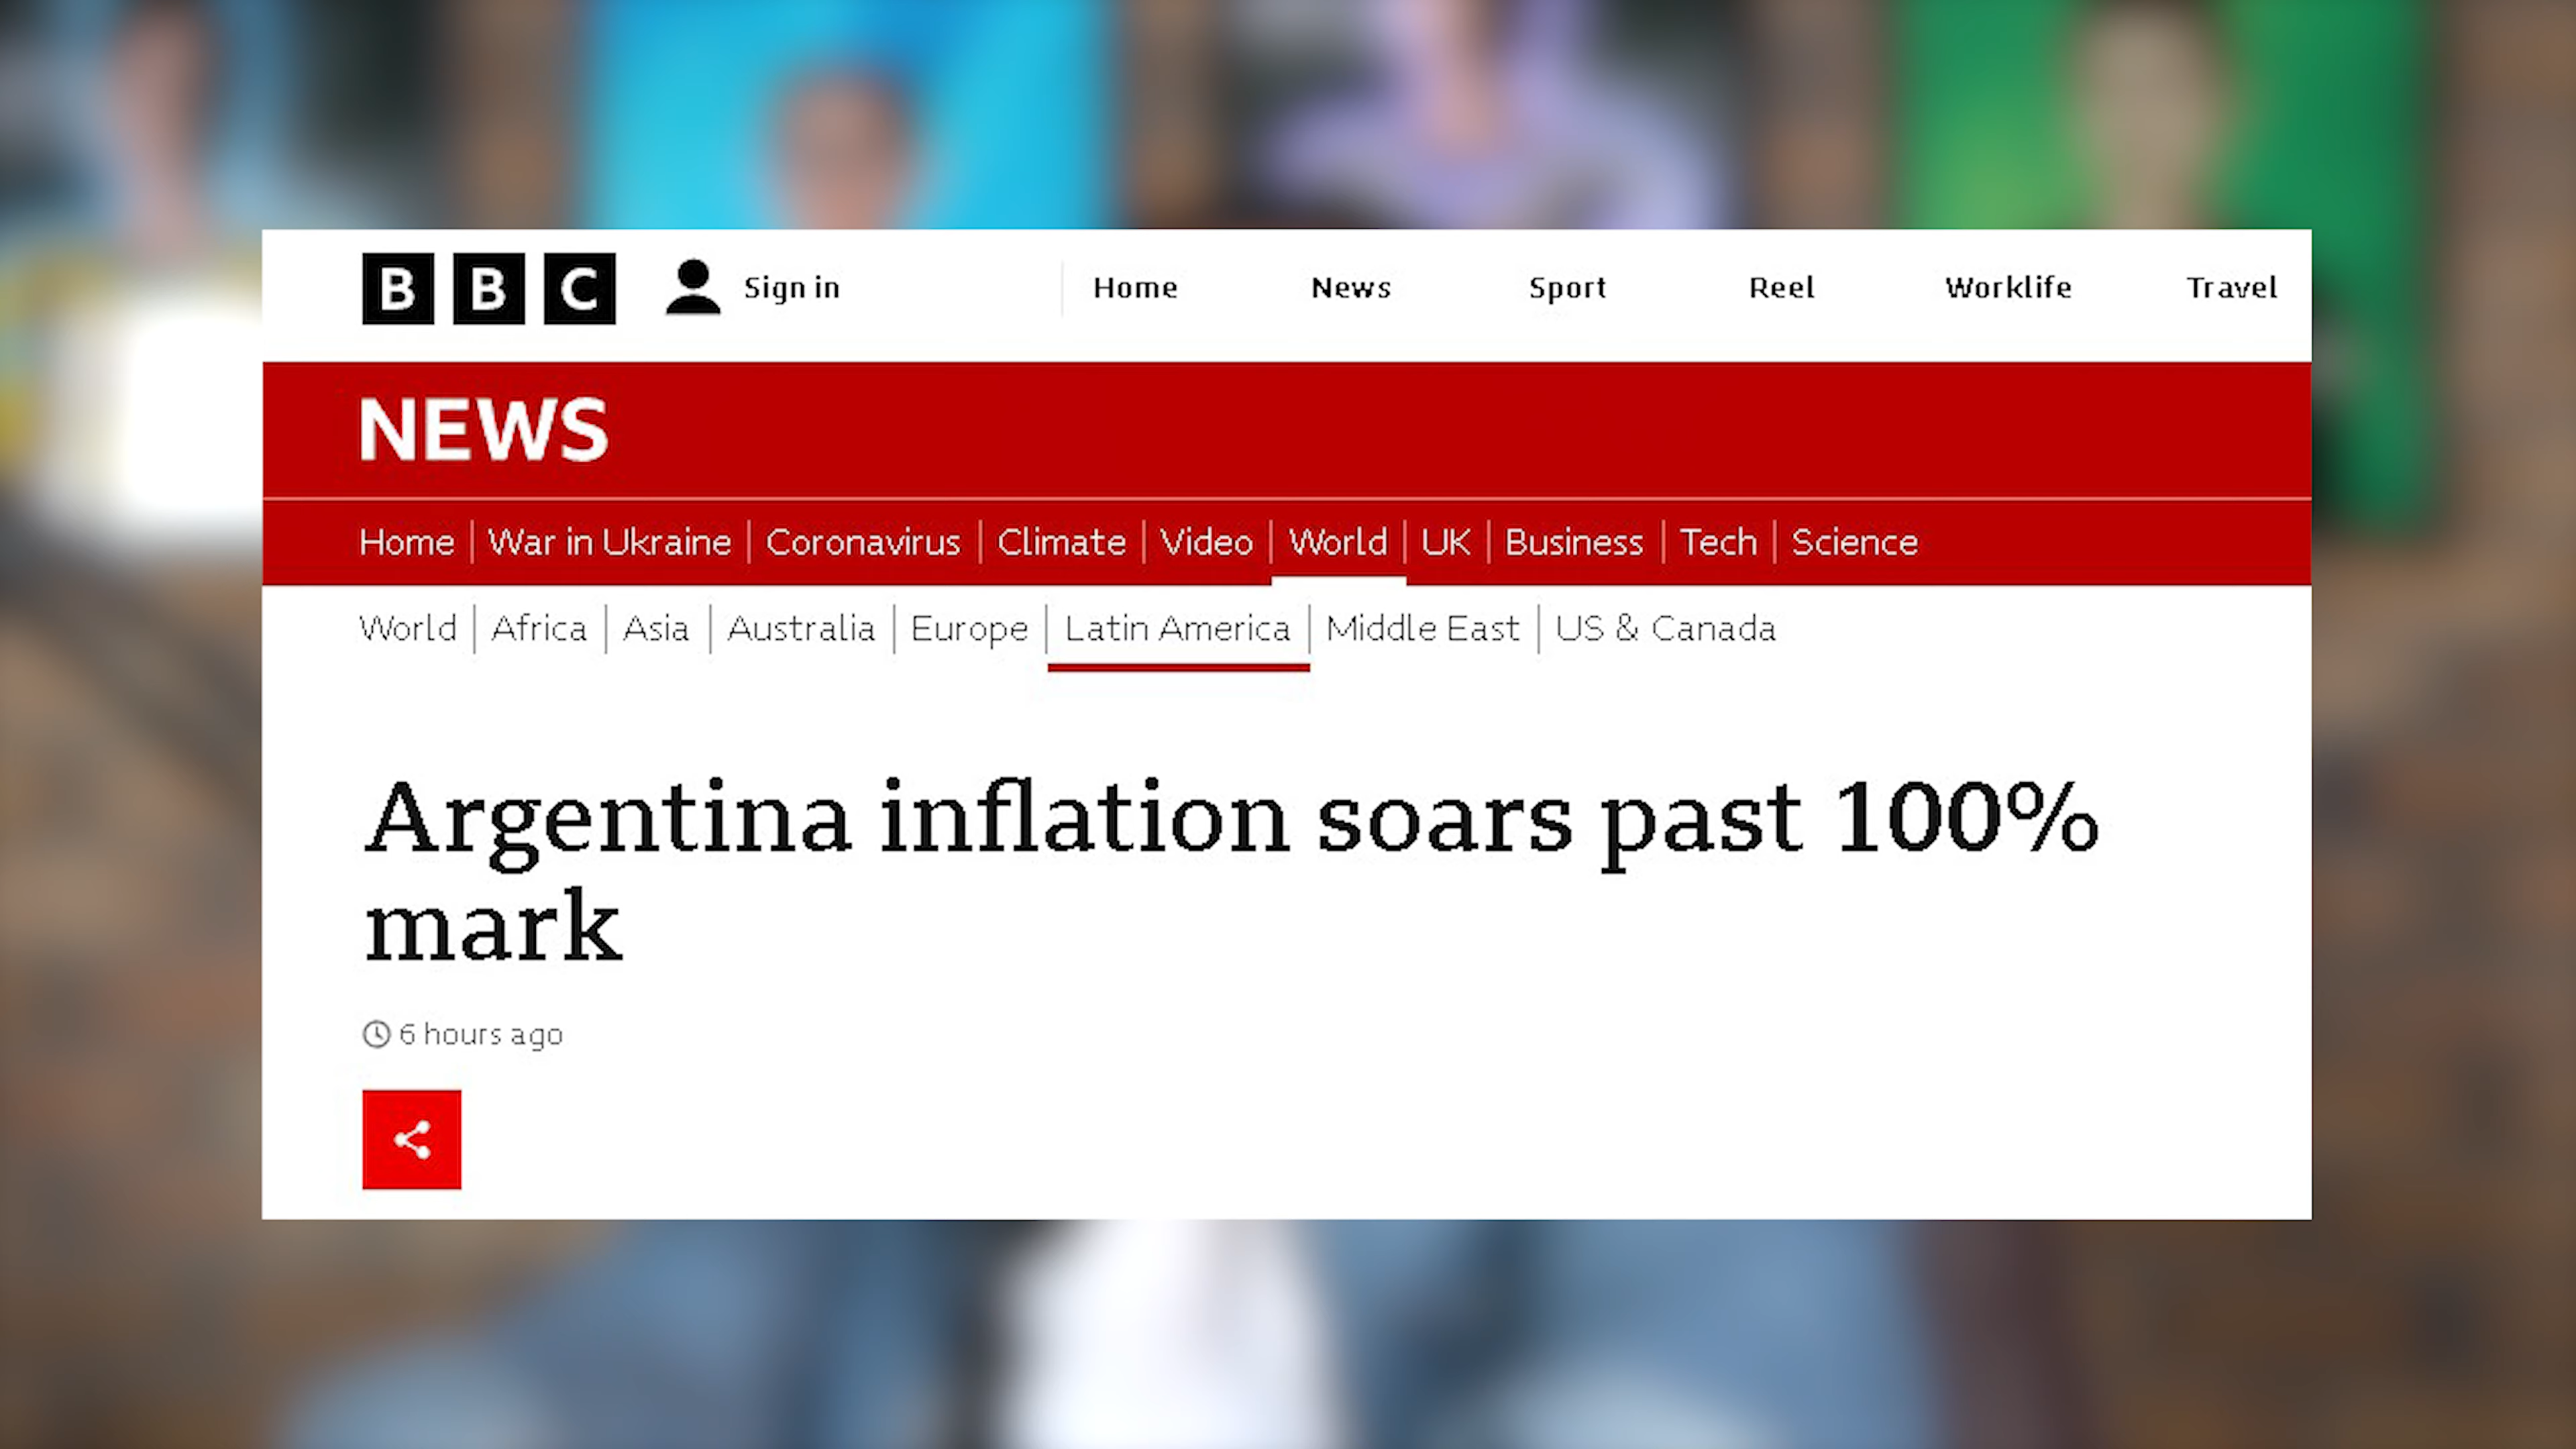 BBC Sign in Home News Sport Reel Worklife Travel
NEWS
Home War in Ukraine Coronavirus Climate Video World UK Business Tech Science
World Africa Asia Australia Europe Latin America Middle East US & Canada
Argentina inflation soars past 100%
mark
6 hours ago